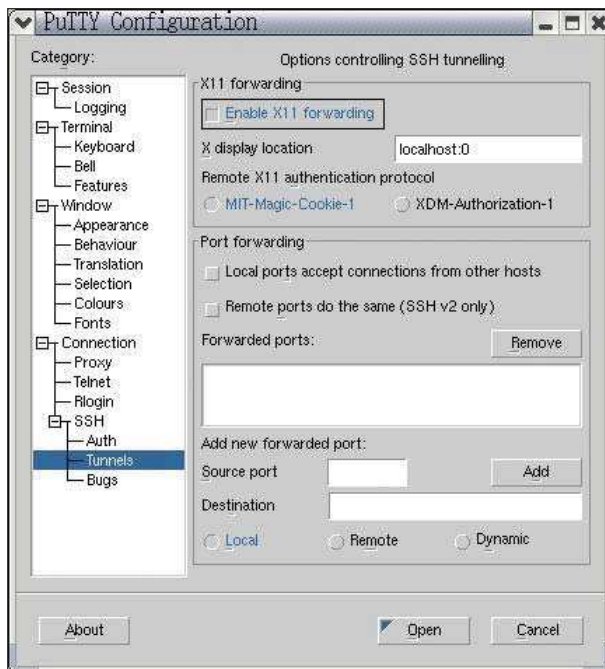 PuTTY Configuration
Category:
Session
Logging
Terminal
Keyboard
Bell
Features
Window
Appearance
Behaviour
Translation
Selection
Colours
Fonts
Connection
Proxy
Telnet
Rlogin
SSH
Auth
Tunnels
Bugs
Options controlling SSH tunnelling
X11 forwarding
Enable X11 forwarding
X display location localhost:0
Remote X11 authentication protocol
MIT-Magic-Cookie-1 XDM-Authorization-1
Port forwarding
Local ports accept connections from other hosts
Remote ports do the same (SSH v2 only)
Forwarded ports: Remove
Add new forwarded port:
Source port Add
Destination
Local Remote Dynamic
About Open Cancel